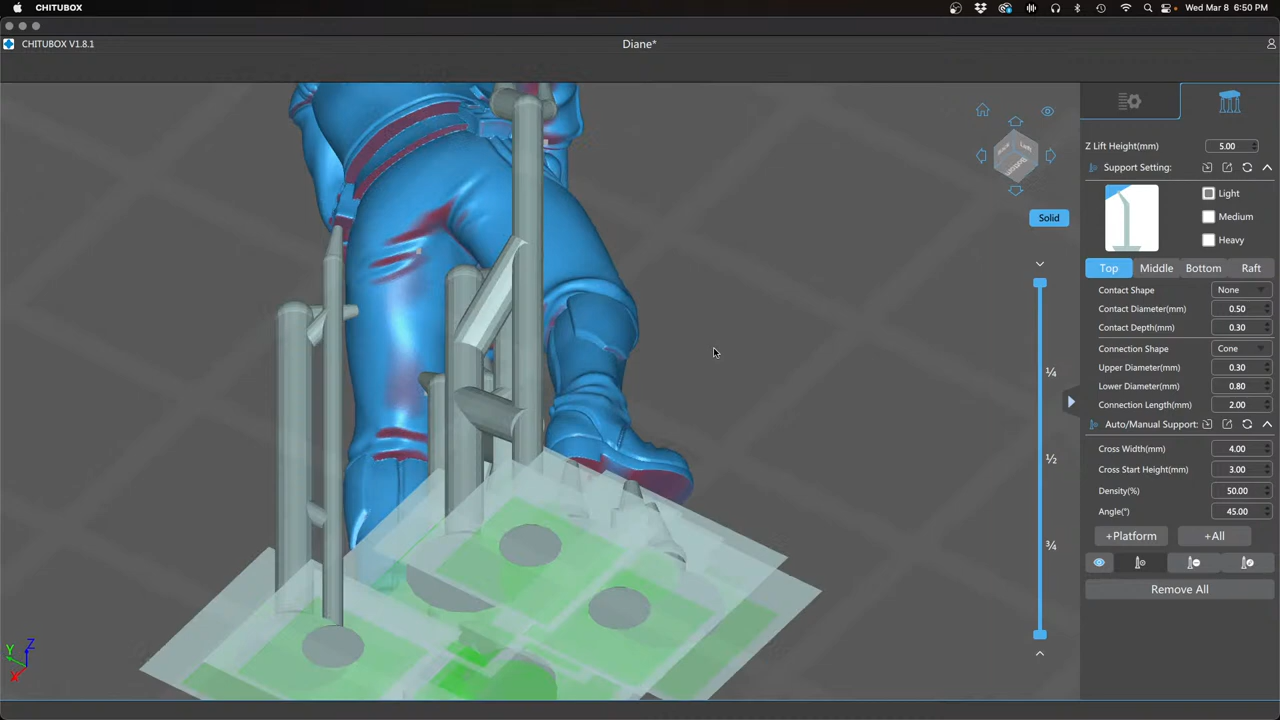 CHITUBOX
Wed Mar 8 6:50 PM
CHITUBOX V1.8.1
Diane*
Z Lift Height(mm) 5.00
Support Setting:
Light
Medium
Heavy
Left
Bottom
Solid
Top Middle Bottom Raft
Contact Shape None
Contact Diameter(mm) 0.50
Contact Depth(mm) 0.30
Connection Shape Cone
Upper Diameter(mm) 0.30
Lower Diameter(mm) 0.80
Connection Length(mm) 2.00
Auto/Manual Support:
Cross Width(mm) 4.00
Cross Start Height(mm) 3.00
Density(%) 50.00
Angle(°) 45.00
+Platform +All
Remove All
¼
½
¾
Z
Y
X